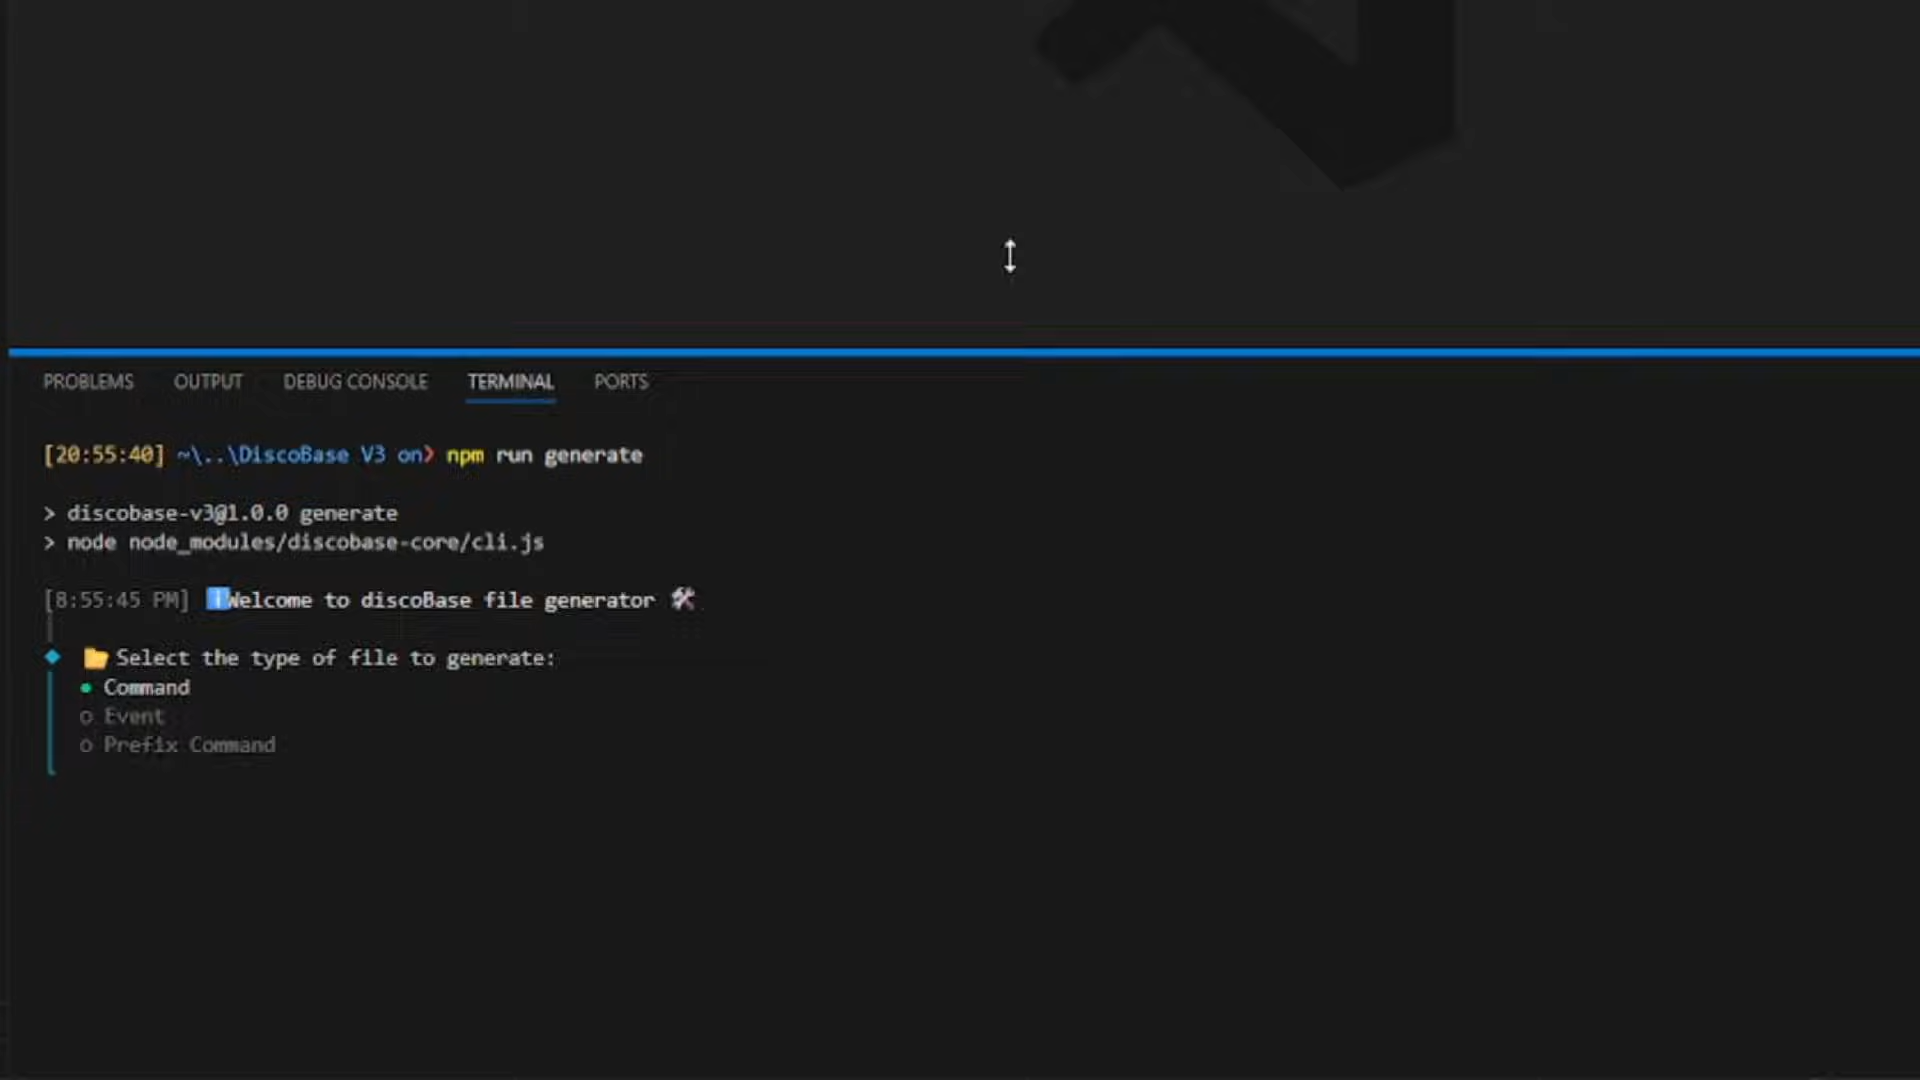 PROBLEMS OUTPUT DEBUG CONSOLE TERMINAL PORTS
[20:55:40] ~\..\DiscoBase V3 on❯ npm run generate
> discobase-v3@1.0.0 generate
> node node_modules/discobase-core/cli.js
[8:55:45 PM] ℹ️Welcome to discoBase file generator 🛠️
◆ 📂 Select the type of file to generate:
● Command
○ Event
○ Prefix Command